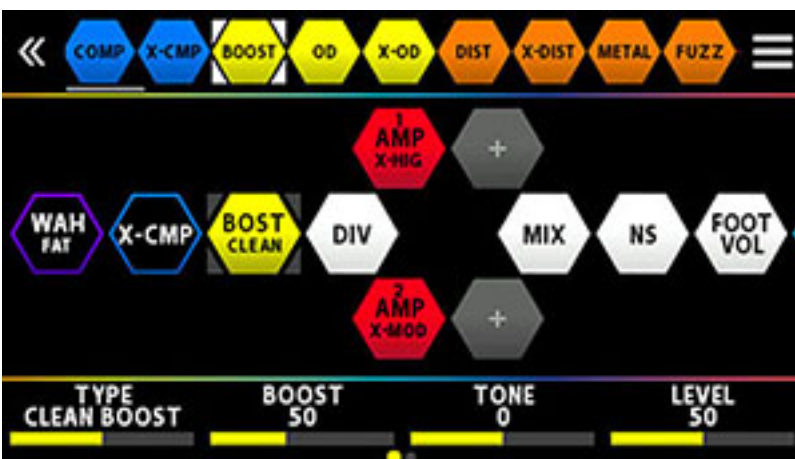 COMP X-CMP BOOST OD X-OD DIST X-DIST METAL FUZZ
1
AMP
X-HIG
+
WAH
FAT
X-CMP
BOST
CLEAN
DIV
MIX
NS
FOOT
VOL
2
AMP
X-MOD
+
TYPE BOOST TONE LEVEL
CLEAN BOOST 50 0 50